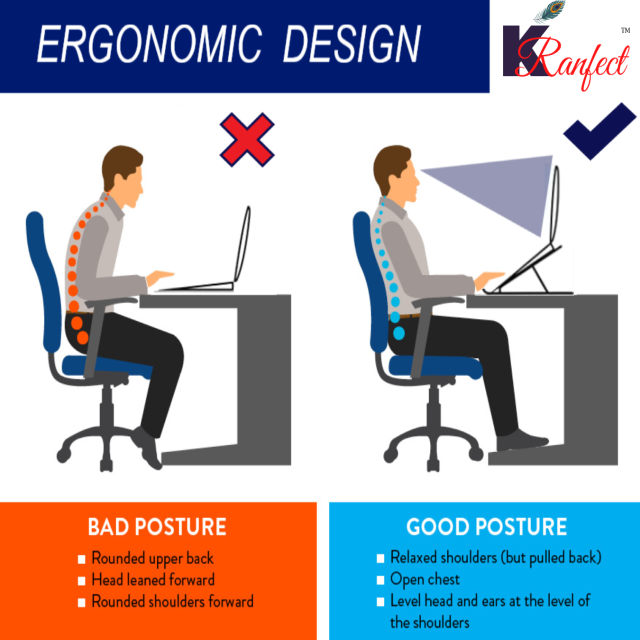 ERGONOMIC DESIGN
K
Ranfect
TM
BAD POSTURE
Rounded upper back
Head leaned forward
Rounded shoulders forward
GOOD POSTURE
Relaxed shoulders (but pulled back)
Open chest
Level head and ears at the level of
the shoulders